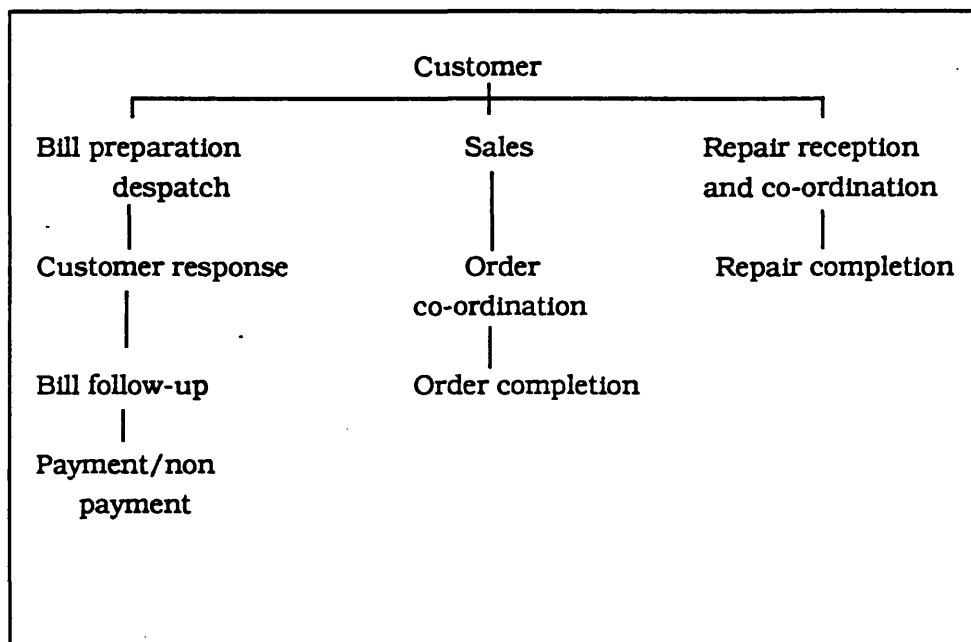 Customer
Bill preparation
despatch
Customer response
Bill follow-up
Payment/non
payment
Sales
Order
co-ordination
Order completion
Repair reception
and co-ordination
Repair completion